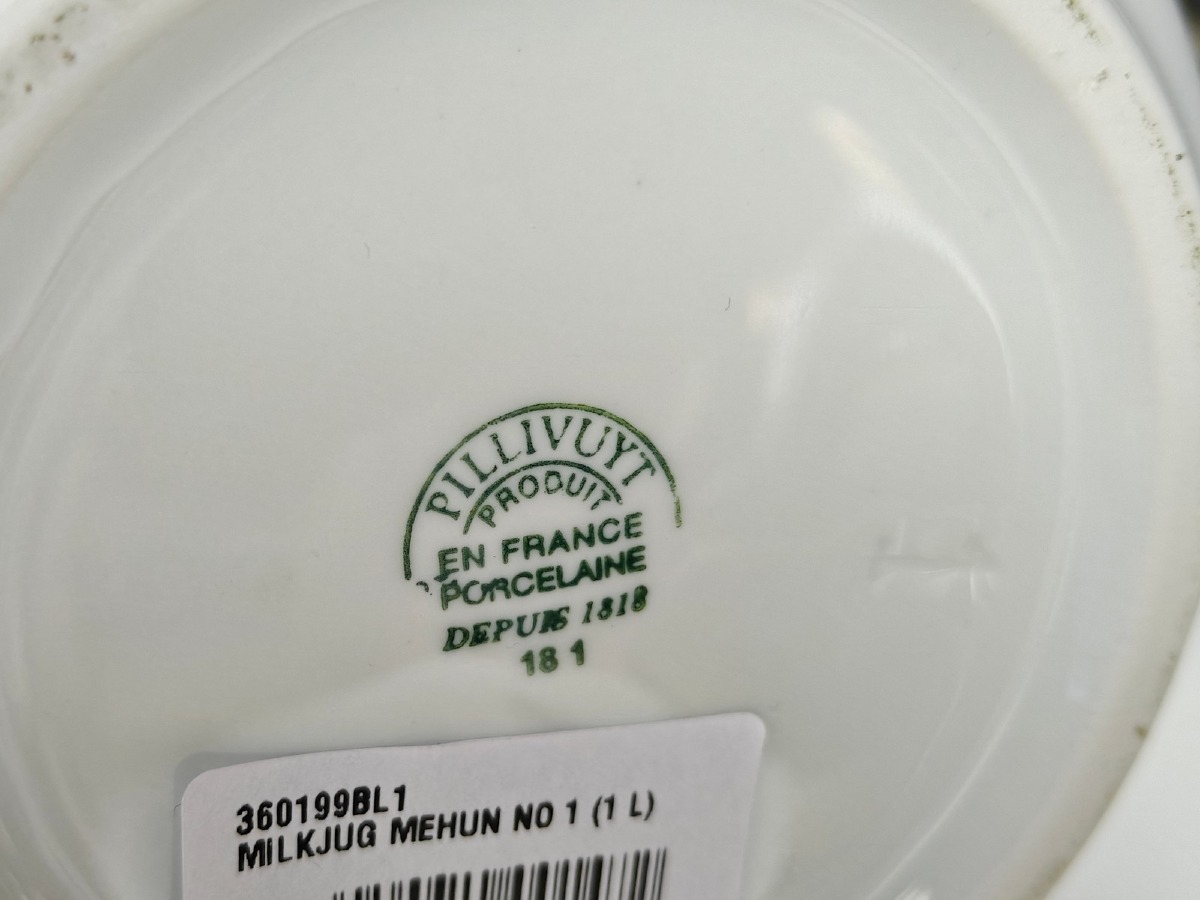 PILLIVUYT
PRODUIT
EN FRANCE
PORCELAINE
DEPUIS 1818
18 1
360199BL1
MILKJUG MEHUN NO 1 (1 L)